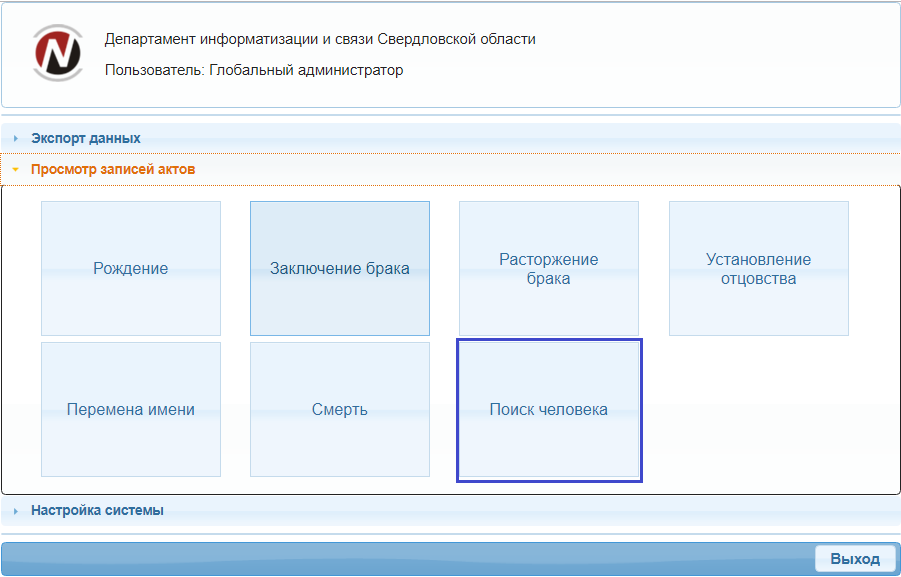 Департамент информатизации и связи Свердловской области
Пользователь: Глобальный администратор
Экспорт данных
Просмотр записей актов
Рождение
Заключение брака
Расторжение
брака
Установление
отцовства
Перемена имени
Смерть
Поиск человека
Настройка системы
Выход